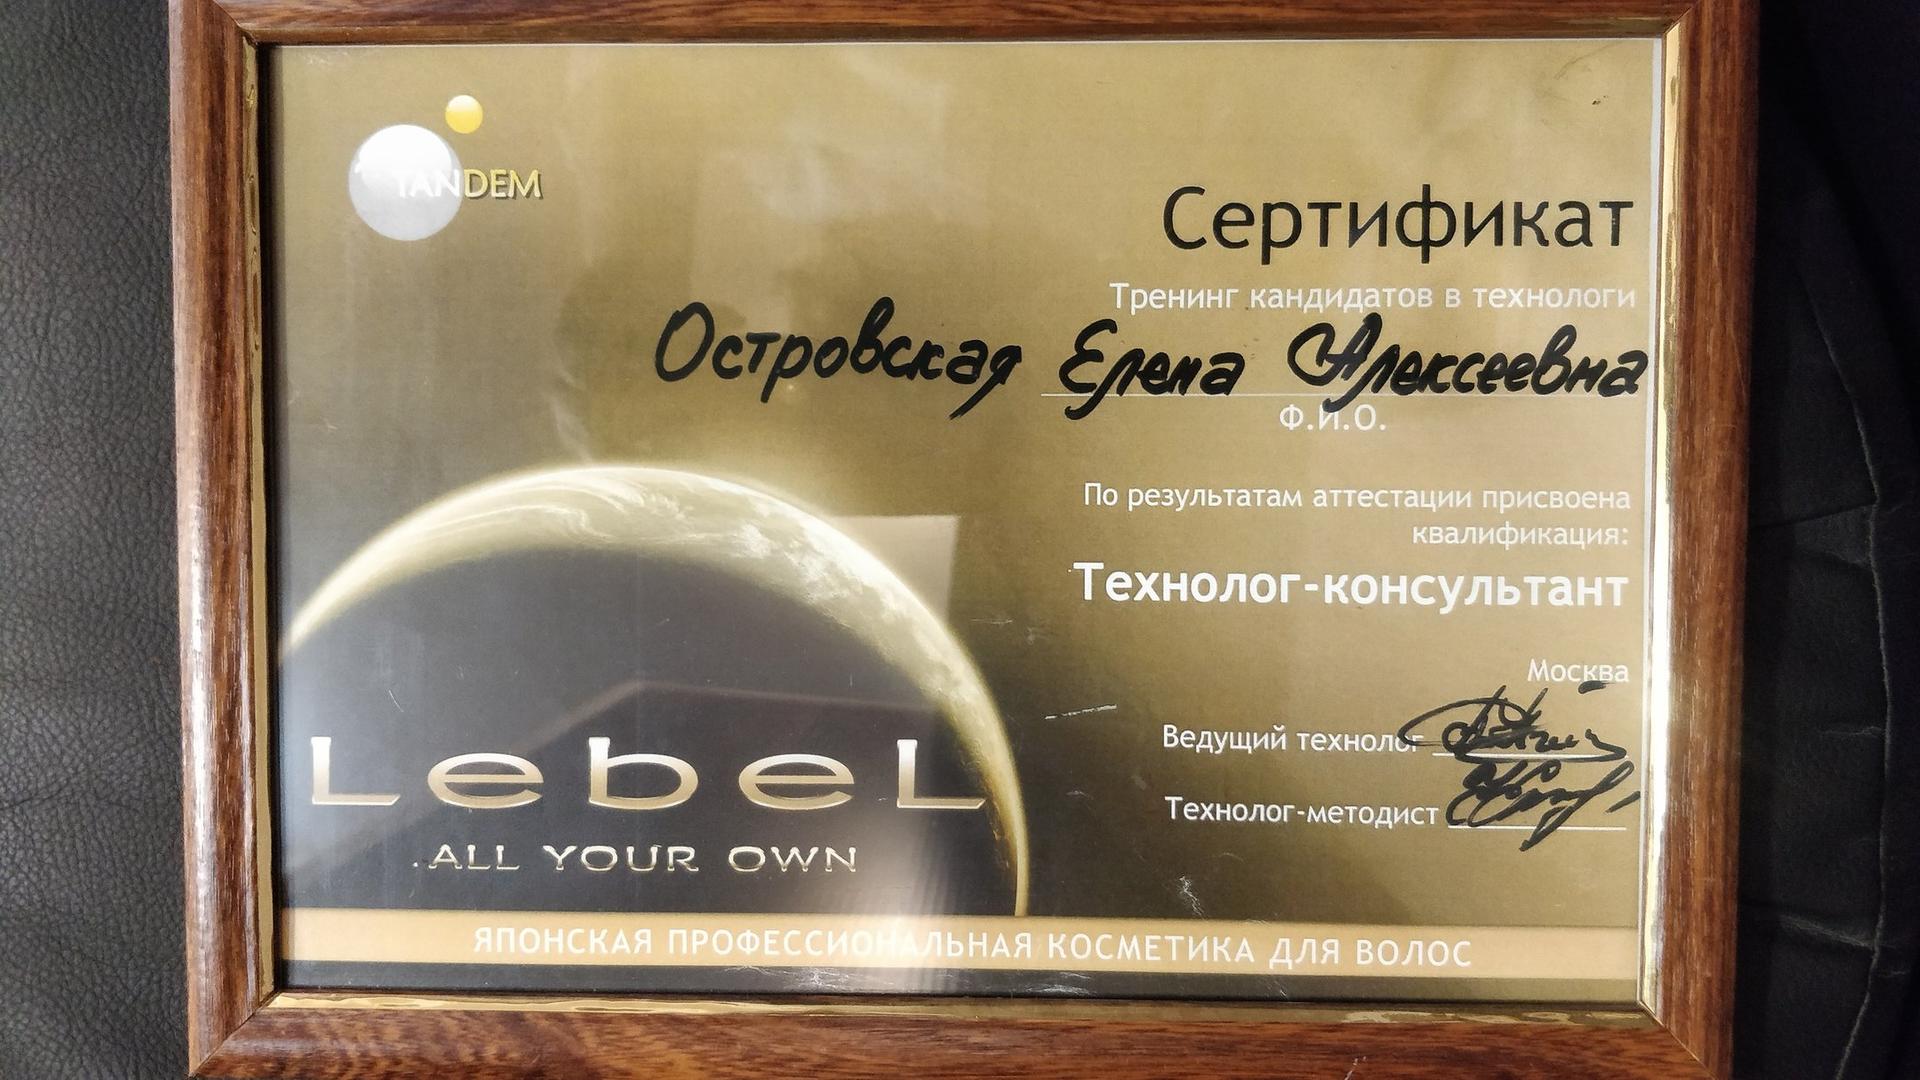 TANDEM
Сертификат
Тренинг кандидатов в технологи
Островская Елена Алексеевна
Ф.И.О.
По результатам аттестации присвоена
квалификация:
Технолог-консультант
Москва
Ведущий технолог
Технолог-методист
LebeL
.ALL YOUR OWN
ЯПОНСКАЯ ПРОФЕССИОНАЛЬНАЯ КОСМЕТИКА ДЛЯ ВОЛОС